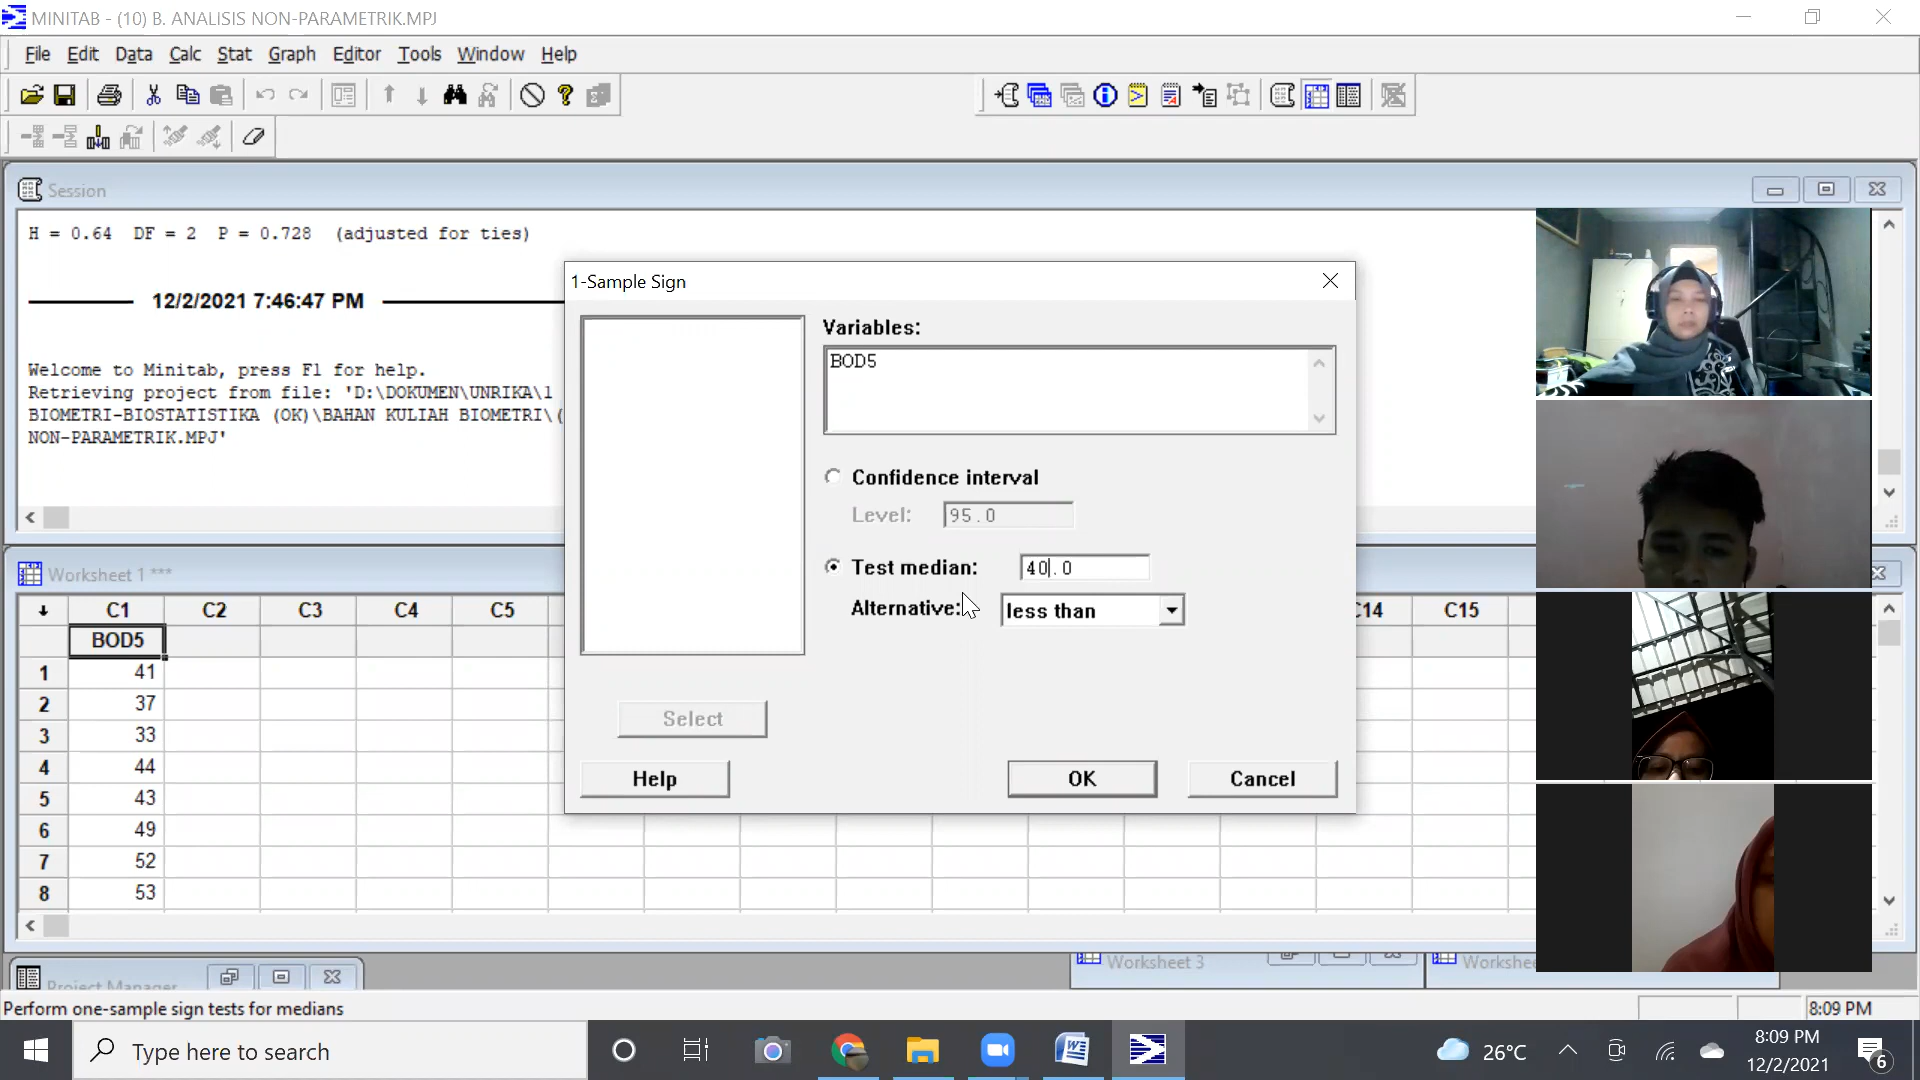 MINITAB - (10) B. ANALISIS NON-PARAMETRIK.MPJ
File Edit Data Calc Stat Graph Editor Tools Window Help
Session
H = 0.64 DF = 2 P = 0.728 (adjusted for ties)
12/2/2021 7:46:47 PM
Welcome to Minitab, press F1 for help.
Retrieving project from file: 'D:\DOKUMEN\UNRIKA\1
BIOMETRI-BIOSTATISTIKA (OK)\BAHAN KULIAH BIOMETRI\(
NON-PARAMETRIK.MPJ'
1-Sample Sign
Variables:
BOD5
Confidence interval
Level: 95.0
Test median: 40.0
Alternative: less than
Select
Help OK Cancel
Worksheet 1 ***
C1 C2 C3 C4 C5 C14 C15
BOD5
1 41
2 37
3 33
4 44
5 43
6 49
7 52
8 53
Project Manager Worksheet 3
Perform one-sample sign tests for medians 8:09 PM
Type here to search 26°C 8:09 PM
12/2/2021
6